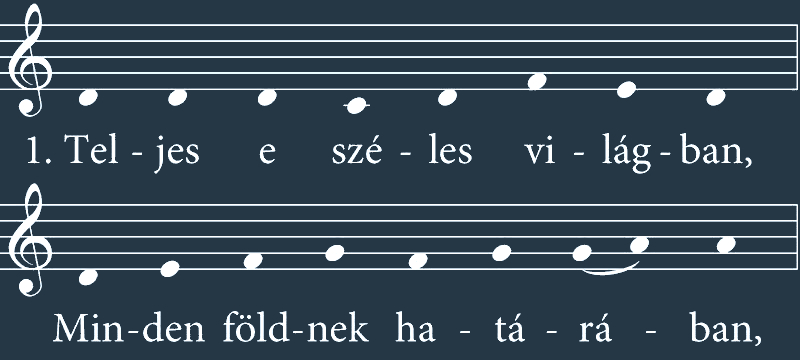 1. Tel - jes e szé - les vi - lág - ban,
Min-den föld-nek ha - tá - rá - ban,